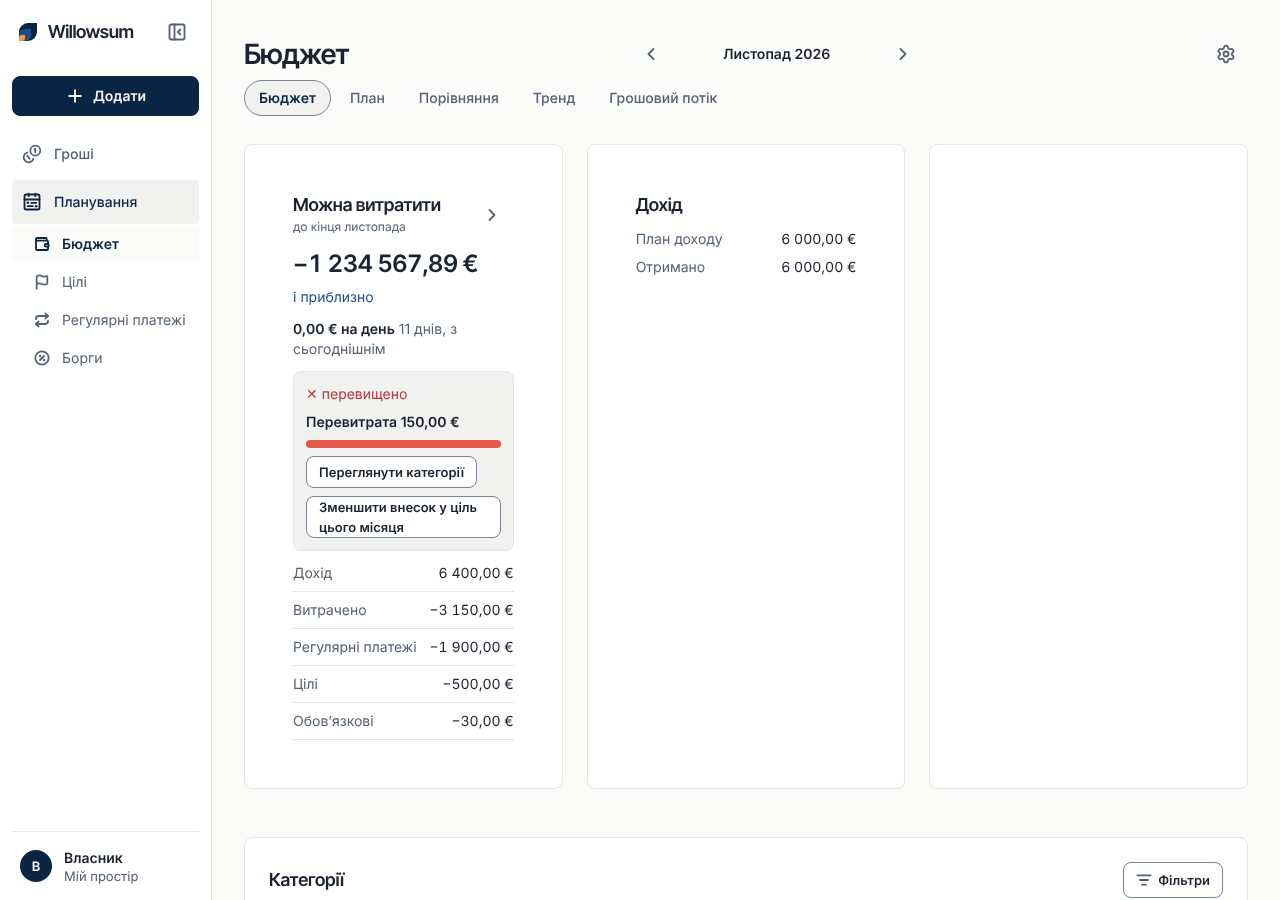 Willowsum
Додати
Гроші
Планування
Бюджет
Цілі
Регулярні платежі
Борги
В
Власник
Мій простір
Бюджет
Листопад 2026
Бюджет
План
Порівняння
Тренд
Грошовий потік
Можна витратити
до кінця листопада
−1 234 567,89 €
і приблизно
0,00 € на день 11 днів, з
сьогоднішнім
✕ перевищено
Перевитрата 150,00 €
Переглянути категорії
Зменшити внесок у ціль
цього місяця
Дохід 6 400,00 €
Витрачено −3 150,00 €
Регулярні платежі −1 900,00 €
Цілі −500,00 €
Обов’язкові −30,00 €
Дохід
План доходу 6 000,00 €
Отримано 6 000,00 €
Категорії
Фільтри